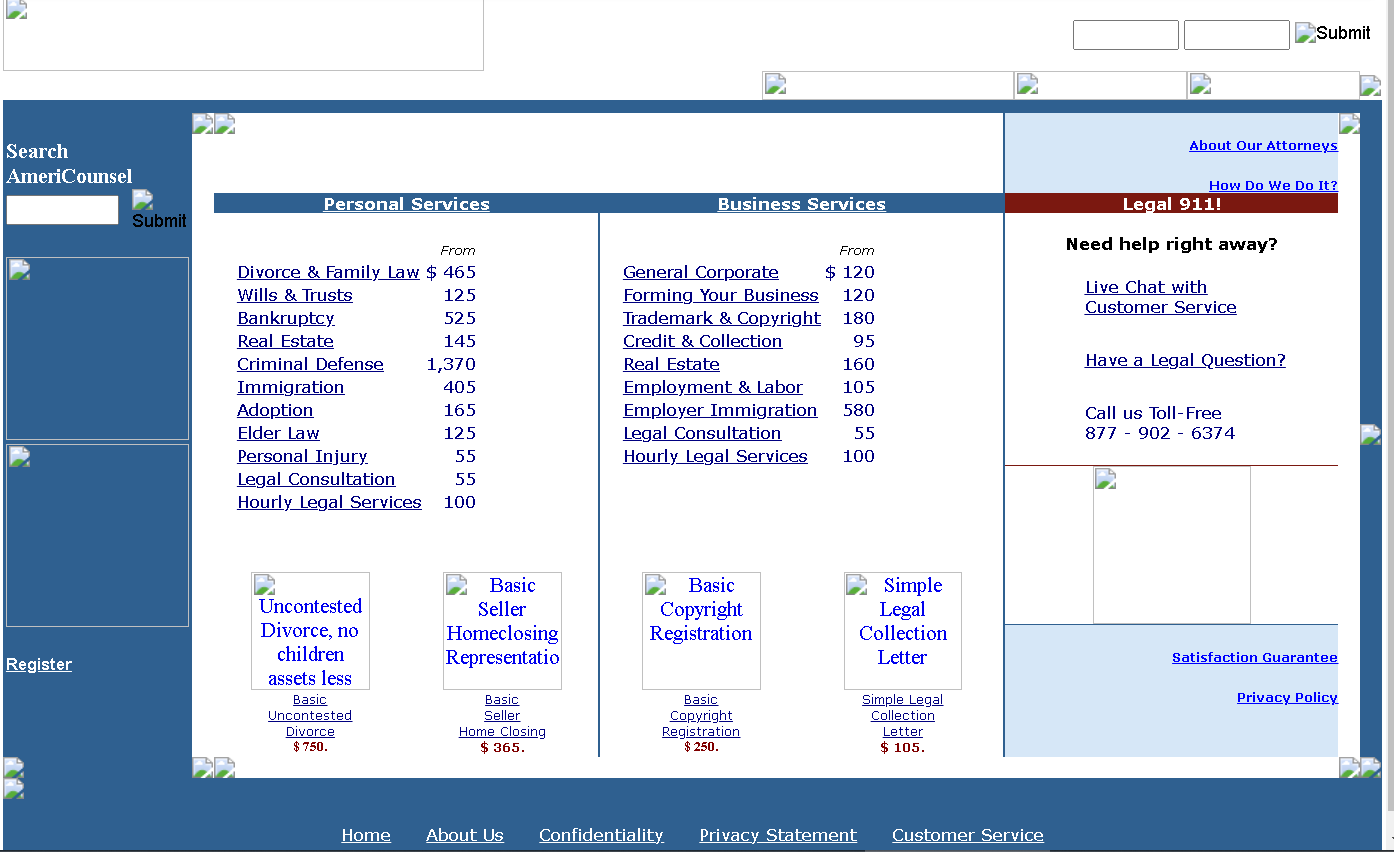 Submit
Search
AmeriCounsel
Submit
Register
About Our Attorneys
How Do We Do It?
Personal Services
From
Divorce & Family Law $ 465
Wills & Trusts 125
Bankruptcy 525
Real Estate 145
Criminal Defense 1,370
Immigration 405
Adoption 165
Elder Law 125
Personal Injury 55
Legal Consultation 55
Hourly Legal Services 100
Business Services
From
General Corporate $ 120
Forming Your Business 120
Trademark & Copyright 180
Credit & Collection 95
Real Estate 160
Employment & Labor 105
Employer Immigration 580
Legal Consultation 55
Hourly Legal Services 100
Legal 911!
Need help right away?
Live Chat with
Customer Service
Have a Legal Question?
Call us Toll-Free
877 - 902 - 6374
Uncontested
Divorce, no
children
assets less
Basic
Uncontested
Divorce
$ 750.
Basic
Seller
Homeclosing
Representatio
Basic
Seller
Home Closing
$ 365.
Basic
Copyright
Registration
Basic
Copyright
Registration
$ 250.
Simple
Legal
Collection
Letter
Simple Legal
Collection
Letter
$ 105.
Satisfaction Guarantee
Privacy Policy
Home About Us Confidentiality Privacy Statement Customer Service